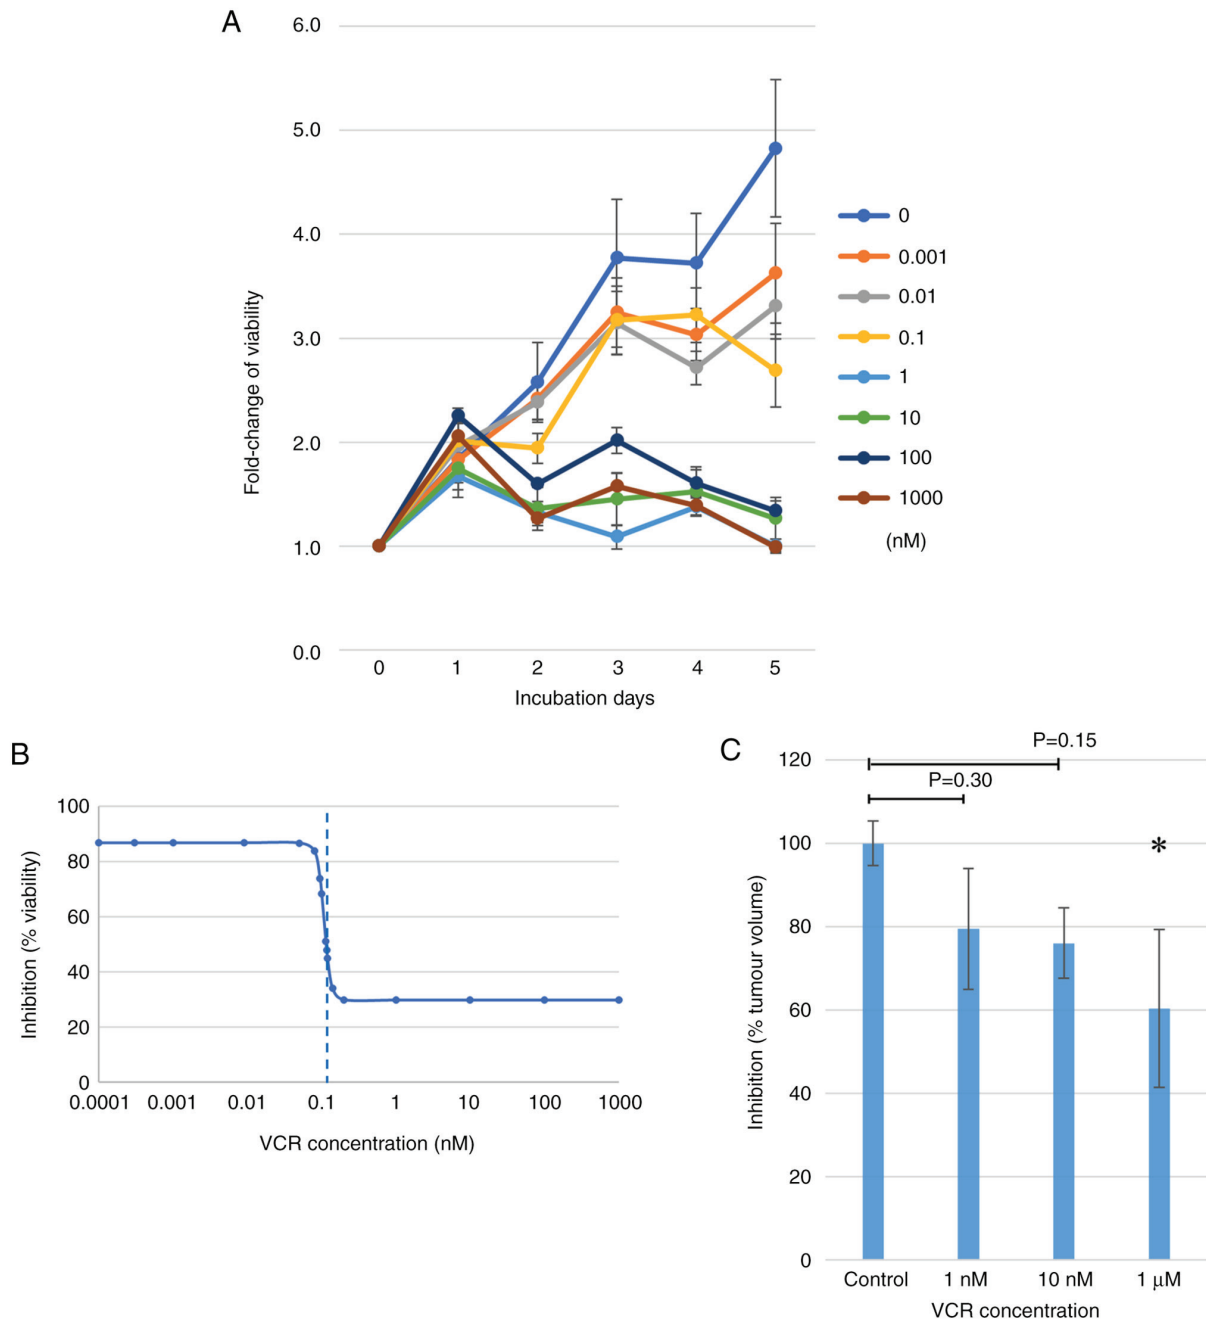 A
6.0
5.0
4.0
3.0
2.0
1.0
0.0
Fold-change of viability
0 1 2 3 4 5
Incubation days
0
0.001
0.01
0.1
1
10
100
1000
(nM)
B
100
80
60
40
20
0
Inhibition (% viability)
0.0001 0.001 0.01 0.1 1 10 100 1000
VCR concentration (nM)
C
P=0.15
P=0.30
*
120
100
80
60
40
20
0
Inhibition (% tumour volume)
Control 1 nM 10 nM 1 μM
VCR concentration